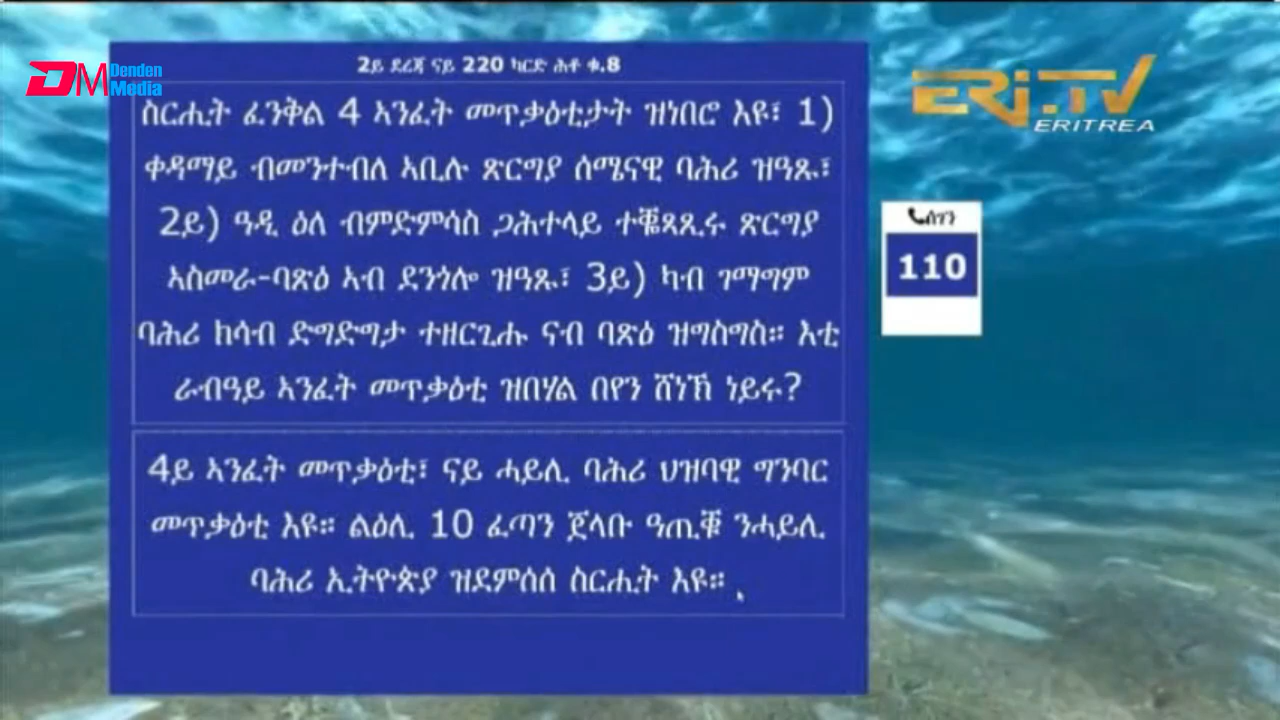 DM Denden Media
2ይ ደረጃ ናይ 220 ካርድ ሕቶ ቁ.8
ERi.TV
ERITREA
ስርሒት ፈንቅል 4 ኣንፈት መጥቃዕቲታት ዝነበሮ እዩ፣ 1)
ቀዳማይ ብመንተብለ ኣቢሉ ጽርግያ ሰሜናዊ ባሕሪ ዝዓጹ፣
2ይ) ዓዲ ዕለ ብምድምሳስ ጋሕተላይ ተቈጻጺሩ ጽርግያ
ኣስመራ-ባጽዕ ኣብ ደንጎሎ ዝዓጹ፣ 3ይ) ካብ ገማግም
ባሕሪ ክሳብ ድግድግታ ተዘርጊሑ ናብ ባጽዕ ዝግስግስ። እቲ
ራብዓይ ኣንፈት መጥቃዕቲ ዝበሃል በየን ሸነኽ ነይሩ?
ሰገን
110
4ይ ኣንፈት መጥቃዕቲ፣ ናይ ሓይሊ ባሕሪ ህዝባዊ ግንባር
መጥቃዕቲ እዩ። ልዕሊ 10 ፈጣን ጀላቡ ዓጢቑ ንሓይሊ
ባሕሪ ኢትዮጵያ ዝደምሰሰ ስርሒት እዩ።